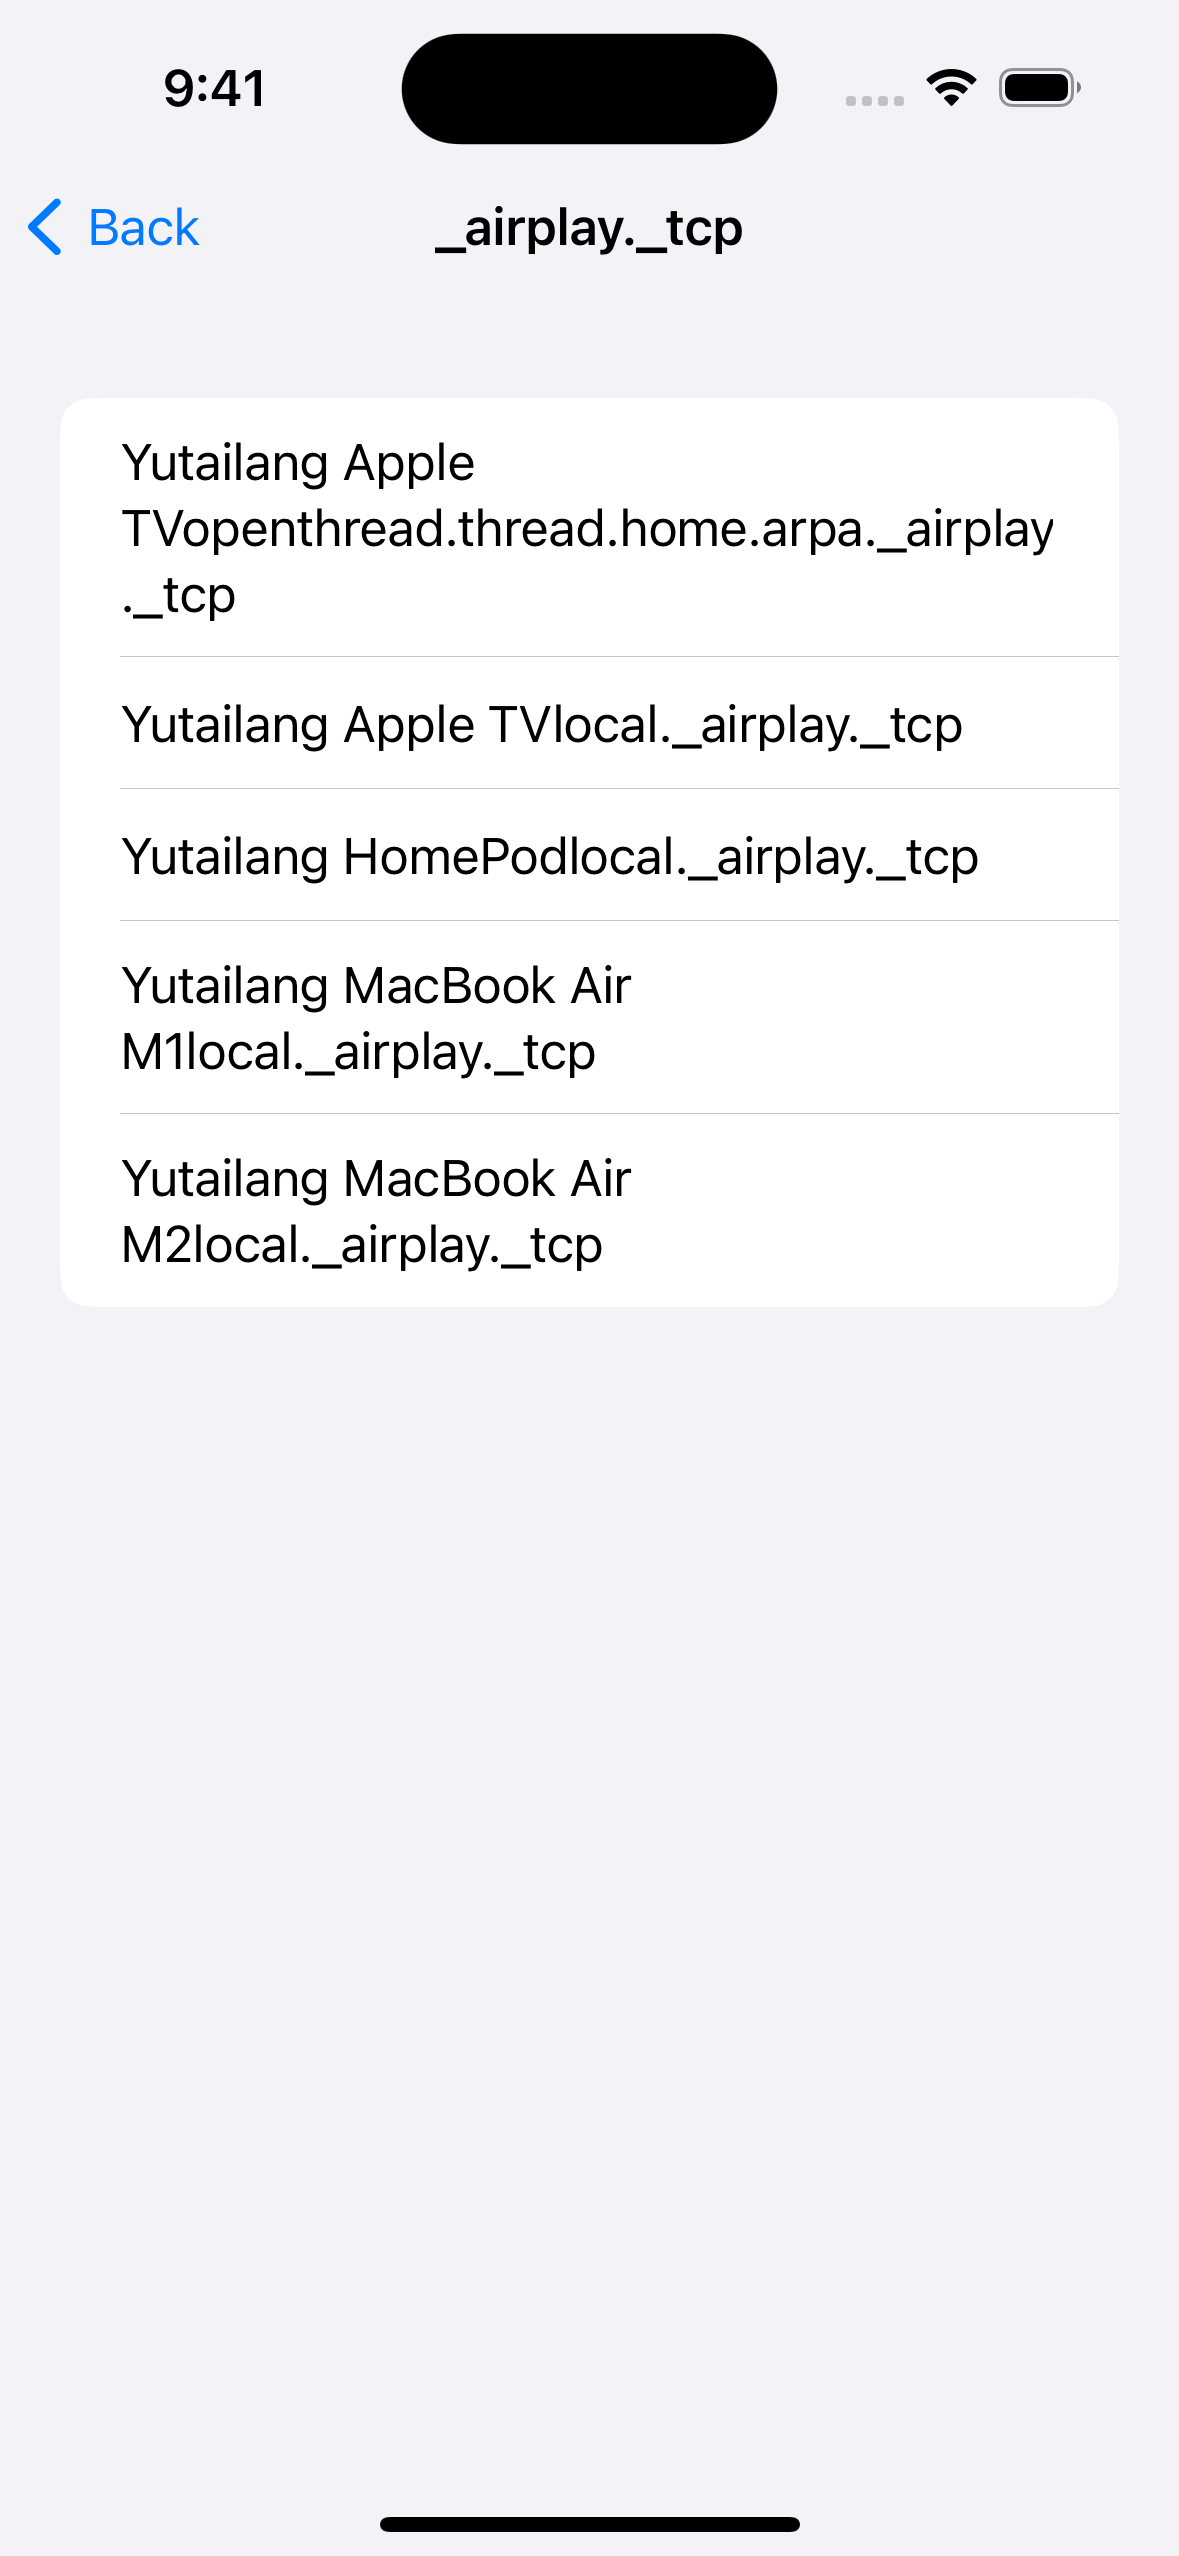 9:41
Back
_airplay._tcp
Yutailang Apple
TVopenthread.thread.home.arpa._airplay
._tcp
Yutailang Apple TVlocal._airplay._tcp
Yutailang HomePodlocal._airplay._tcp
Yutailang MacBook Air
M1local._airplay._tcp
Yutailang MacBook Air
M2local._airplay._tcp